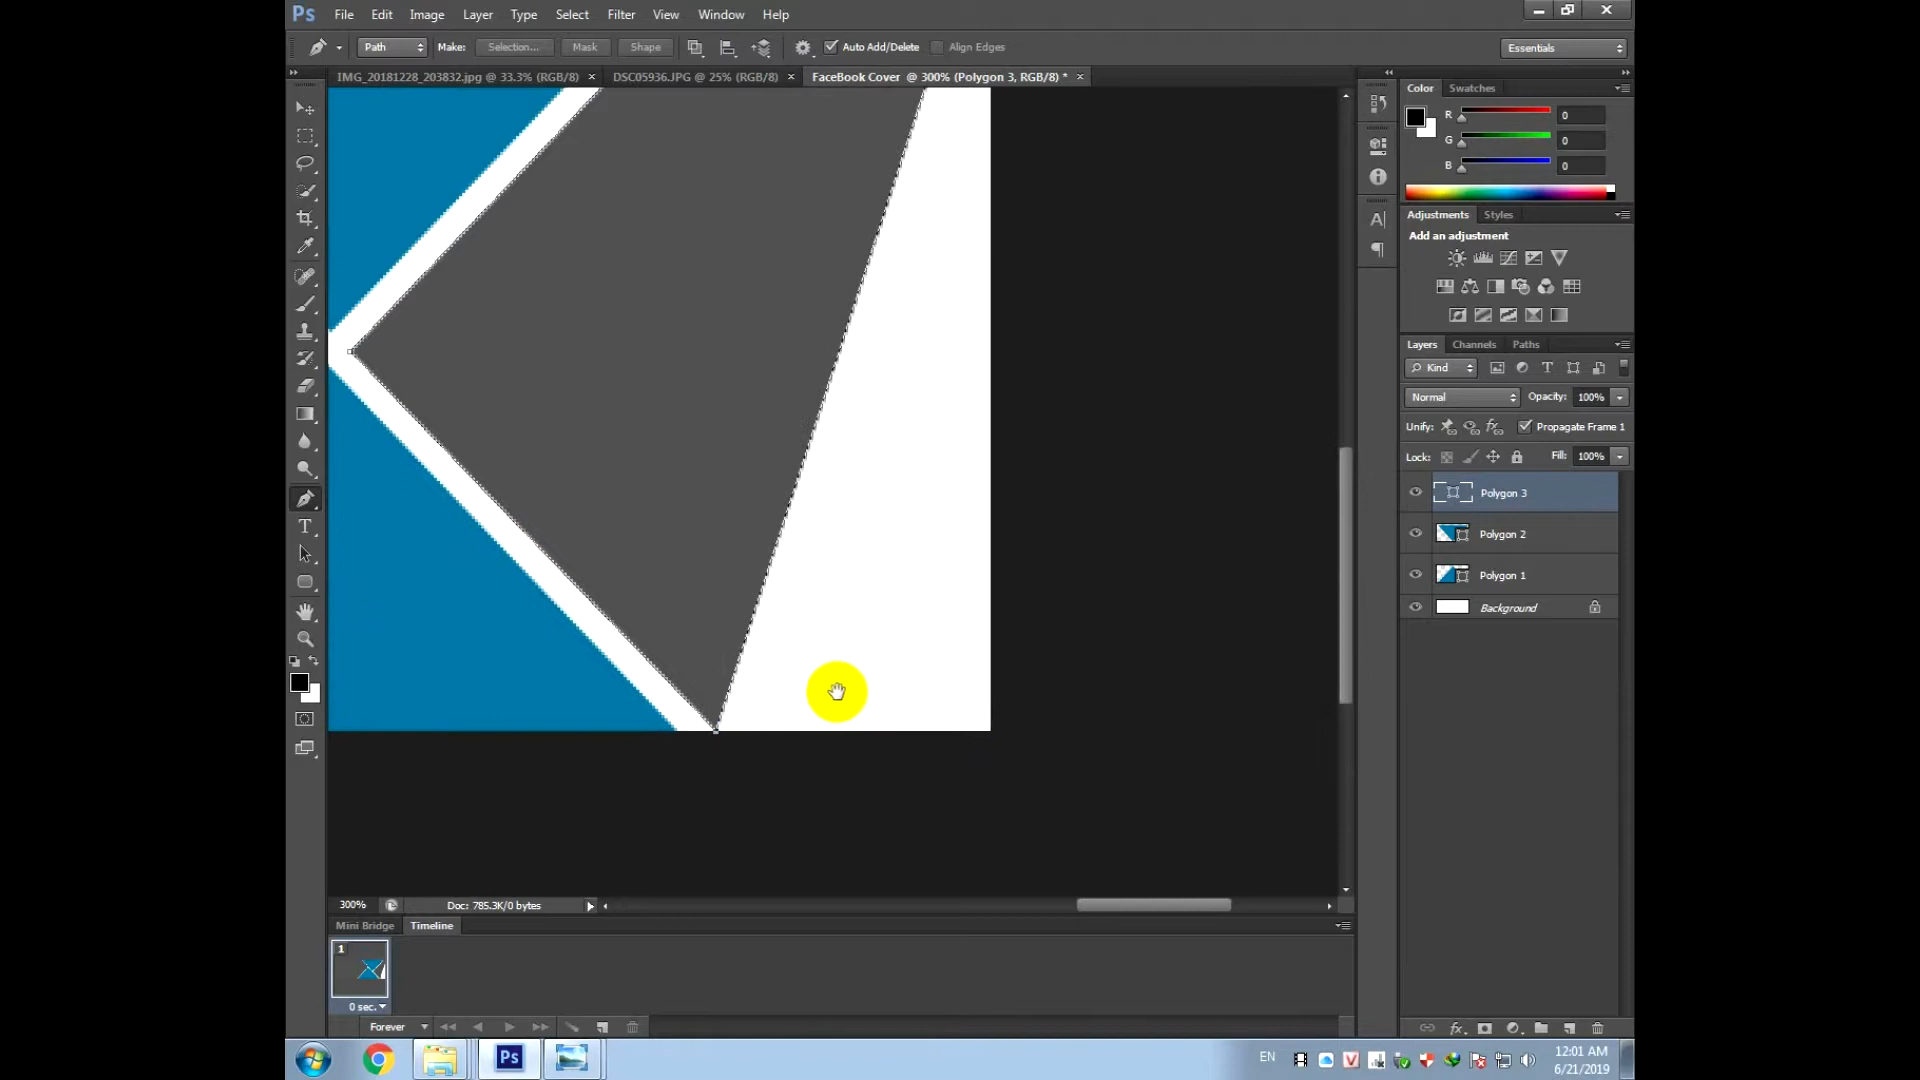 Ps File Edit Image Layer Type Select Filter View Window Help
Path Make: Selection... Mask Shape Auto Add/Delete Align Edges Essentials
IMG_20181228_203832.jpg @ 33.3% (RGB/8) × DSC05936.JPG @ 25% (RGB/8) × FaceBook Cover @ 300% (Polygon 3, RGB/8) * ×
Color Swatches
R 0
G 0
B 0
Adjustments Styles
Add an adjustment
Layers Channels Paths
Kind
Normal Opacity: 100%
Unify: Propagate Frame 1
Lock: Fill: 100%
Polygon 3
Polygon 2
Polygon 1
Background
300% Doc: 785.3K/0 bytes
Mini Bridge Timeline
1
0 sec.
Forever
Ps EN 12:01 AM
6/21/2019